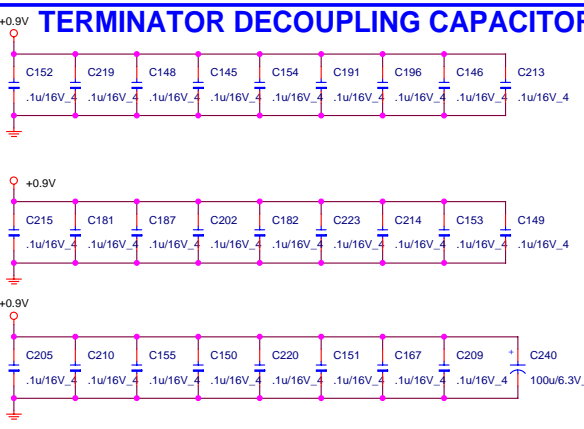 +0.9V TERMINATOR DECOUPLING CAPACITOR
C152 C219 C148 C145 C154 C191 C196 C146 C213
.1u/16V_4 .1u/16V_4 .1u/16V_4 .1u/16V_4 .1u/16V_4 .1u/16V_4 .1u/16V_4 .1u/16V_4 .1u/16V_4
+0.9V
C215 C181 C187 C202 C182 C223 C214 C153 C149
.1u/16V_4 .1u/16V_4 .1u/16V_4 .1u/16V_4 .1u/16V_4 .1u/16V_4 .1u/16V_4 .1u/16V_4 .1u/16V_4
+0.9V
C205 C210 C155 C150 C220 C151 C167 C209 + C240
.1u/16V_4 .1u/16V_4 .1u/16V_4 .1u/16V_4 .1u/16V_4 .1u/16V_4 .1u/16V_4 .1u/16V_4 100u/6.3V_